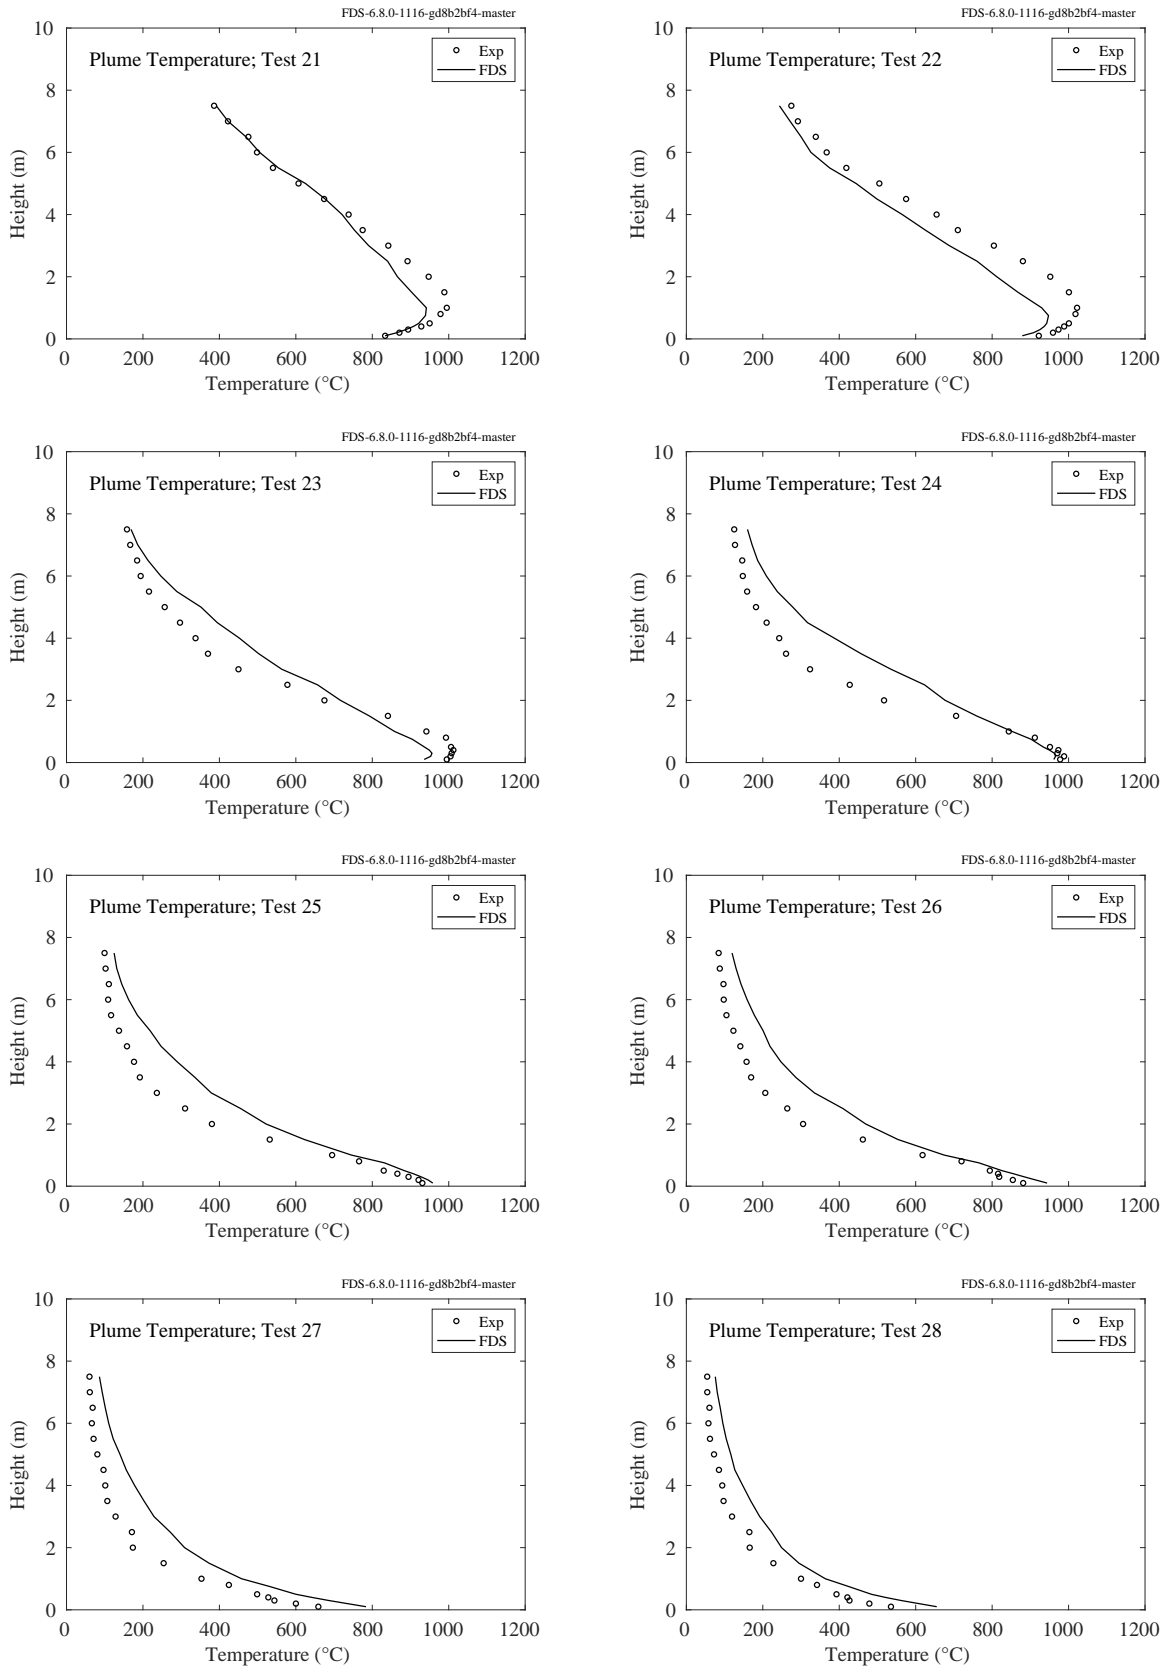 FDS-6.8.0-1116-gd8b2bf4-master
Plume Temperature; Test 21
Exp
FDS
Height (m)
10
8
6
4
2
0
0 200 400 600 800 1000 1200
Temperature (°C)
FDS-6.8.0-1116-gd8b2bf4-master
Plume Temperature; Test 22
Exp
FDS
Height (m)
10
8
6
4
2
0
0 200 400 600 800 1000 1200
Temperature (°C)
FDS-6.8.0-1116-gd8b2bf4-master
Plume Temperature; Test 23
Exp
FDS
Height (m)
10
8
6
4
2
0
0 200 400 600 800 1000 1200
Temperature (°C)
FDS-6.8.0-1116-gd8b2bf4-master
Plume Temperature; Test 24
Exp
FDS
Height (m)
10
8
6
4
2
0
0 200 400 600 800 1000 1200
Temperature (°C)
FDS-6.8.0-1116-gd8b2bf4-master
Plume Temperature; Test 25
Exp
FDS
Height (m)
10
8
6
4
2
0
0 200 400 600 800 1000 1200
Temperature (°C)
FDS-6.8.0-1116-gd8b2bf4-master
Plume Temperature; Test 26
Exp
FDS
Height (m)
10
8
6
4
2
0
0 200 400 600 800 1000 1200
Temperature (°C)
FDS-6.8.0-1116-gd8b2bf4-master
Plume Temperature; Test 27
Exp
FDS
Height (m)
10
8
6
4
2
0
0 200 400 600 800 1000 1200
Temperature (°C)
FDS-6.8.0-1116-gd8b2bf4-master
Plume Temperature; Test 28
Exp
FDS
Height (m)
10
8
6
4
2
0
0 200 400 600 800 1000 1200
Temperature (°C)